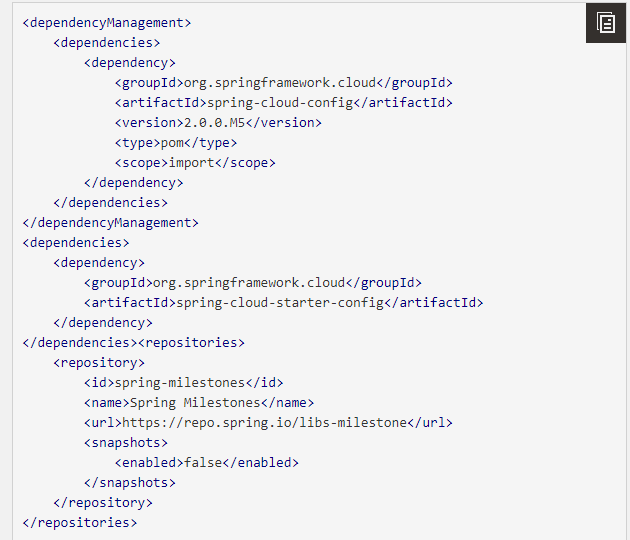 <dependencyManagement>
    <dependencies>
        <dependency>
            <groupId>org.springframework.cloud</groupId>
            <artifactId>spring-cloud-config</artifactId>
            <version>2.0.0.M5</version>
            <type>pom</type>
            <scope>import</scope>
        </dependency>
    </dependencies>
</dependencyManagement>
<dependencies>
    <dependency>
        <groupId>org.springframework.cloud</groupId>
        <artifactId>spring-cloud-starter-config</artifactId>
    </dependency>
</dependencies><repositories>
    <repository>
        <id>spring-milestones</id>
        <name>Spring Milestones</name>
        <url>https://repo.spring.io/libs-milestone</url>
        <snapshots>
            <enabled>false</enabled>
        </snapshots>
    </repository>
</repositories>